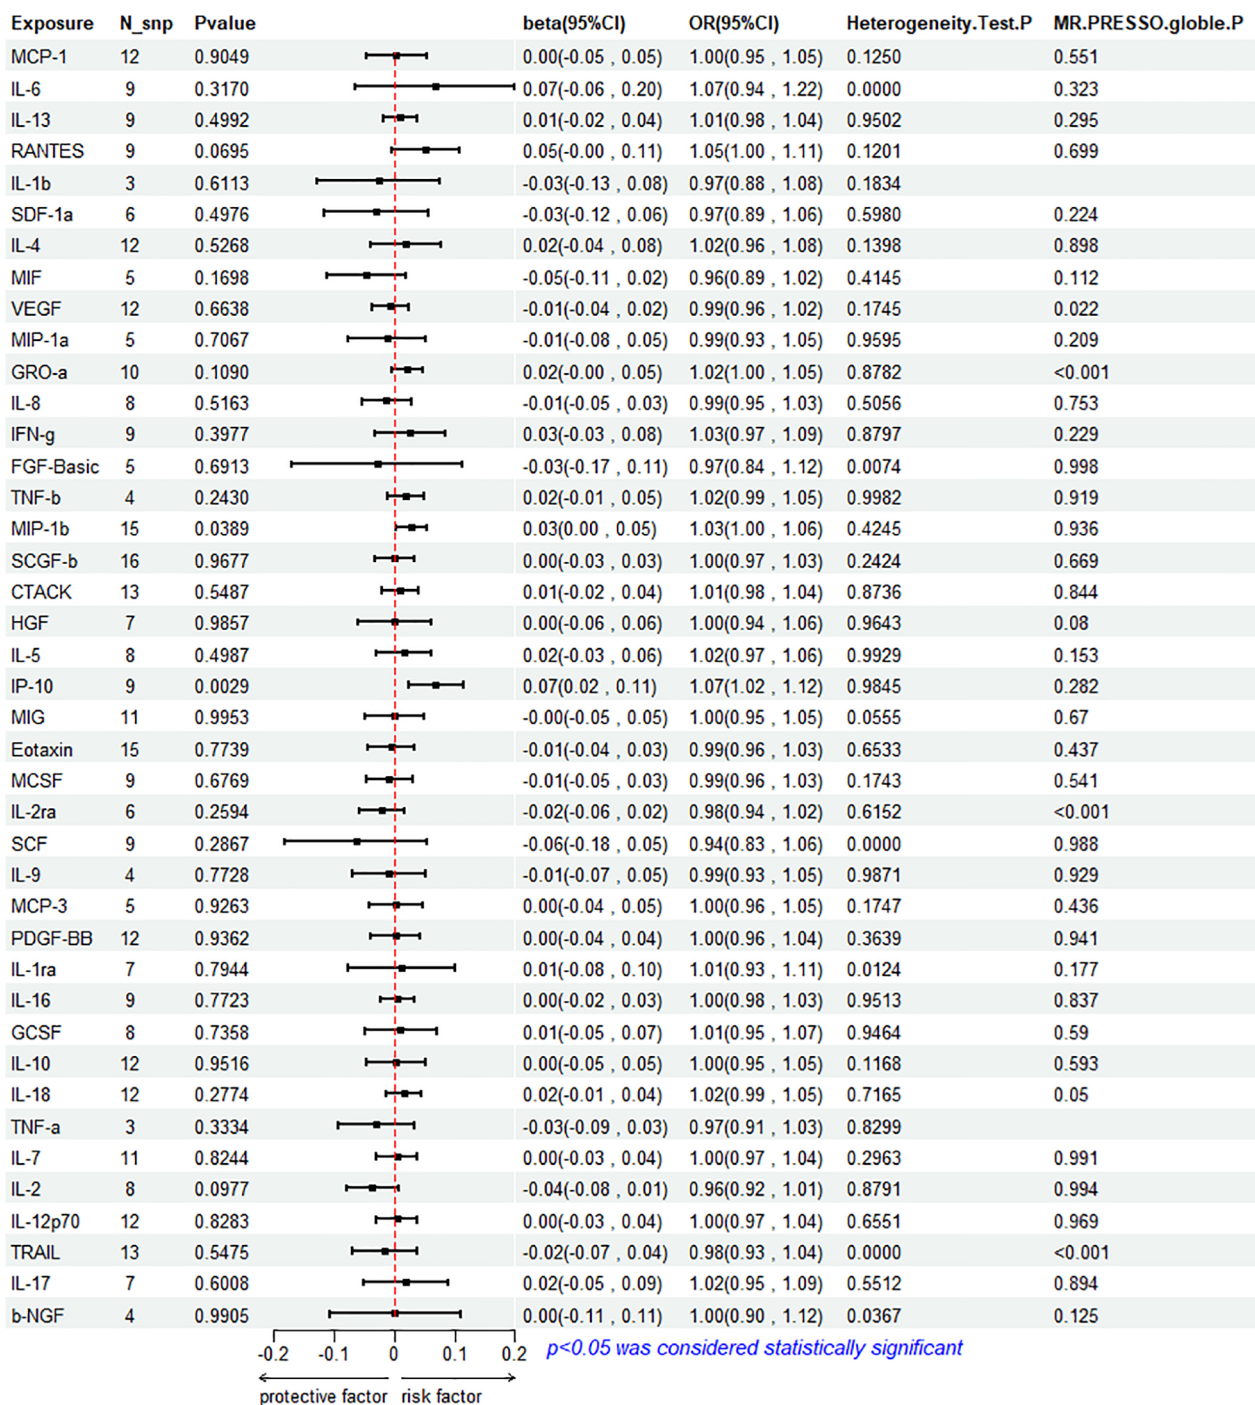 Exposure N_snp Pvalue beta(95%CI) OR(95%CI) Heterogeneity.Test.P MR.PRESSO.globle.P
MCP-1 12 0.9049 0.00(-0.05 , 0.05) 1.00(0.95 , 1.05) 0.1250 0.551
IL-6 9 0.3170 0.07(-0.06 , 0.20) 1.07(0.94 , 1.22) 0.0000 0.323
IL-13 9 0.4992 0.01(-0.02 , 0.04) 1.01(0.98 , 1.04) 0.9502 0.295
RANTES 9 0.0695 0.05(-0.00 , 0.11) 1.05(1.00 , 1.11) 0.1201 0.699
IL-1b 3 0.6113 -0.03(-0.13 , 0.08) 0.97(0.88 , 1.08) 0.1834
SDF-1a 6 0.4976 -0.03(-0.12 , 0.06) 0.97(0.89 , 1.06) 0.5980 0.224
IL-4 12 0.5268 0.02(-0.04 , 0.08) 1.02(0.96 , 1.08) 0.1398 0.898
MIF 5 0.1698 -0.05(-0.11 , 0.02) 0.96(0.89 , 1.02) 0.4145 0.112
VEGF 12 0.6638 -0.01(-0.04 , 0.02) 0.99(0.96 , 1.02) 0.1745 0.022
MIP-1a 5 0.7067 -0.01(-0.08 , 0.05) 0.99(0.93 , 1.05) 0.9595 0.209
GRO-a 10 0.1090 0.02(-0.00 , 0.05) 1.02(1.00 , 1.05) 0.8782 <0.001
IL-8 8 0.5163 -0.01(-0.05 , 0.03) 0.99(0.95 , 1.03) 0.5056 0.753
IFN-g 9 0.3977 0.03(-0.03 , 0.08) 1.03(0.97 , 1.09) 0.8797 0.229
FGF-Basic 5 0.6913 -0.03(-0.17 , 0.11) 0.97(0.84 , 1.12) 0.0074 0.998
TNF-b 4 0.2430 0.02(-0.01 , 0.05) 1.02(0.99 , 1.05) 0.9982 0.919
MIP-1b 15 0.0389 0.03(0.00 , 0.05) 1.03(1.00 , 1.06) 0.4245 0.936
SCGF-b 16 0.9677 0.00(-0.03 , 0.03) 1.00(0.97 , 1.03) 0.2424 0.669
CTACK 13 0.5487 0.01(-0.02 , 0.04) 1.01(0.98 , 1.04) 0.8736 0.844
HGF 7 0.9857 0.00(-0.06 , 0.06) 1.00(0.94 , 1.06) 0.9643 0.08
IL-5 8 0.4987 0.02(-0.03 , 0.06) 1.02(0.97 , 1.06) 0.9929 0.153
IP-10 9 0.0029 0.07(0.02 , 0.11) 1.07(1.02 , 1.12) 0.9845 0.282
MIG 11 0.9953 -0.00(-0.05 , 0.05) 1.00(0.95 , 1.05) 0.0555 0.67
Eotaxin 15 0.7739 -0.01(-0.04 , 0.03) 0.99(0.96 , 1.03) 0.6533 0.437
MCSF 9 0.6769 -0.01(-0.05 , 0.03) 0.99(0.96 , 1.03) 0.1743 0.541
IL-2ra 6 0.2594 -0.02(-0.06 , 0.02) 0.98(0.94 , 1.02) 0.6152 <0.001
SCF 9 0.2867 -0.06(-0.18 , 0.05) 0.94(0.83 , 1.06) 0.0000 0.988
IL-9 4 0.7728 -0.01(-0.07 , 0.05) 0.99(0.93 , 1.05) 0.9871 0.929
MCP-3 5 0.9263 0.00(-0.04 , 0.05) 1.00(0.96 , 1.05) 0.1747 0.436
PDGF-BB 12 0.9362 0.00(-0.04 , 0.04) 1.00(0.96 , 1.04) 0.3639 0.941
IL-1ra 7 0.7944 0.01(-0.08 , 0.10) 1.01(0.93 , 1.11) 0.0124 0.177
IL-16 9 0.7723 0.00(-0.02 , 0.03) 1.00(0.98 , 1.03) 0.9513 0.837
GCSF 8 0.7358 0.01(-0.05 , 0.07) 1.01(0.95 , 1.07) 0.9464 0.59
IL-10 12 0.9516 0.00(-0.05 , 0.05) 1.00(0.95 , 1.05) 0.1168 0.593
IL-18 12 0.2774 0.02(-0.01 , 0.04) 1.02(0.99 , 1.05) 0.7165 0.05
TNF-a 3 0.3334 -0.03(-0.09 , 0.03) 0.97(0.91 , 1.03) 0.8299
IL-7 11 0.8244 0.00(-0.03 , 0.04) 1.00(0.97 , 1.04) 0.2963 0.991
IL-2 8 0.0977 -0.04(-0.08 , 0.01) 0.96(0.92 , 1.01) 0.8791 0.994
IL-12p70 12 0.8283 0.00(-0.03 , 0.04) 1.00(0.97 , 1.04) 0.6551 0.969
TRAIL 13 0.5475 -0.02(-0.07 , 0.04) 0.98(0.93 , 1.04) 0.0000 <0.001
IL-17 7 0.6008 0.02(-0.05 , 0.09) 1.02(0.95 , 1.09) 0.5512 0.894
b-NGF 4 0.9905 0.00(-0.11 , 0.11) 1.00(0.90 , 1.12) 0.0367 0.125
-0.2 -0.1 0 0.1 0.2 p<0.05 was considered statistically significant
protective factor risk factor